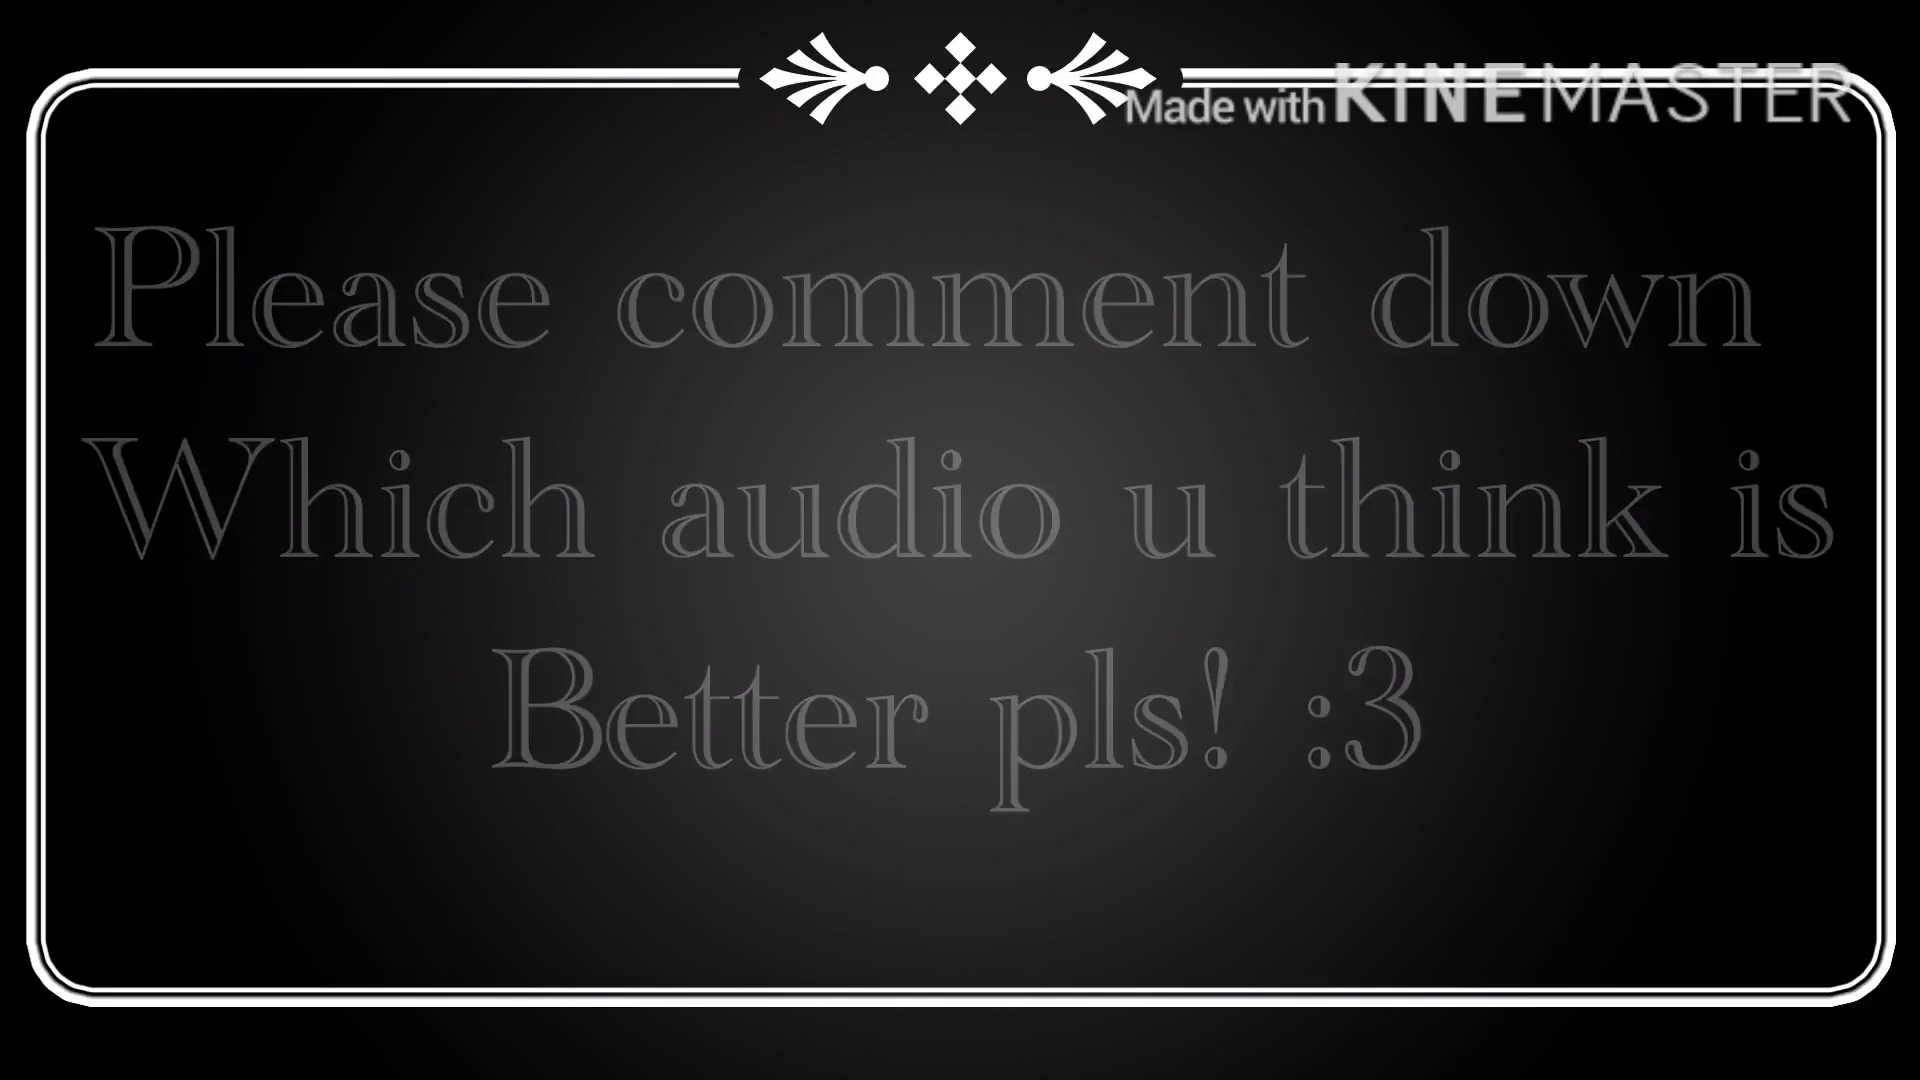 Made with KINEMASTER
Please comment down
Which audio u think is
Better pls! :3